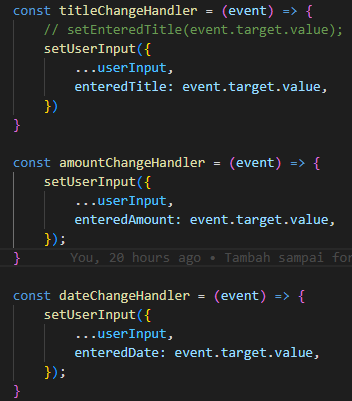 const titleChangeHandler = (event) => {
// setEnteredTitle(event.target.value);
setUserInput({
...userInput,
enteredTitle: event.target.value,
})
}
const amountChangeHandler = (event) => {
setUserInput({
...userInput,
enteredAmount: event.target.value,
});
} You, 20 hours ago • Tambah sampai for
const dateChangeHandler = (event) => {
setUserInput({
...userInput,
enteredDate: event.target.value,
});
}